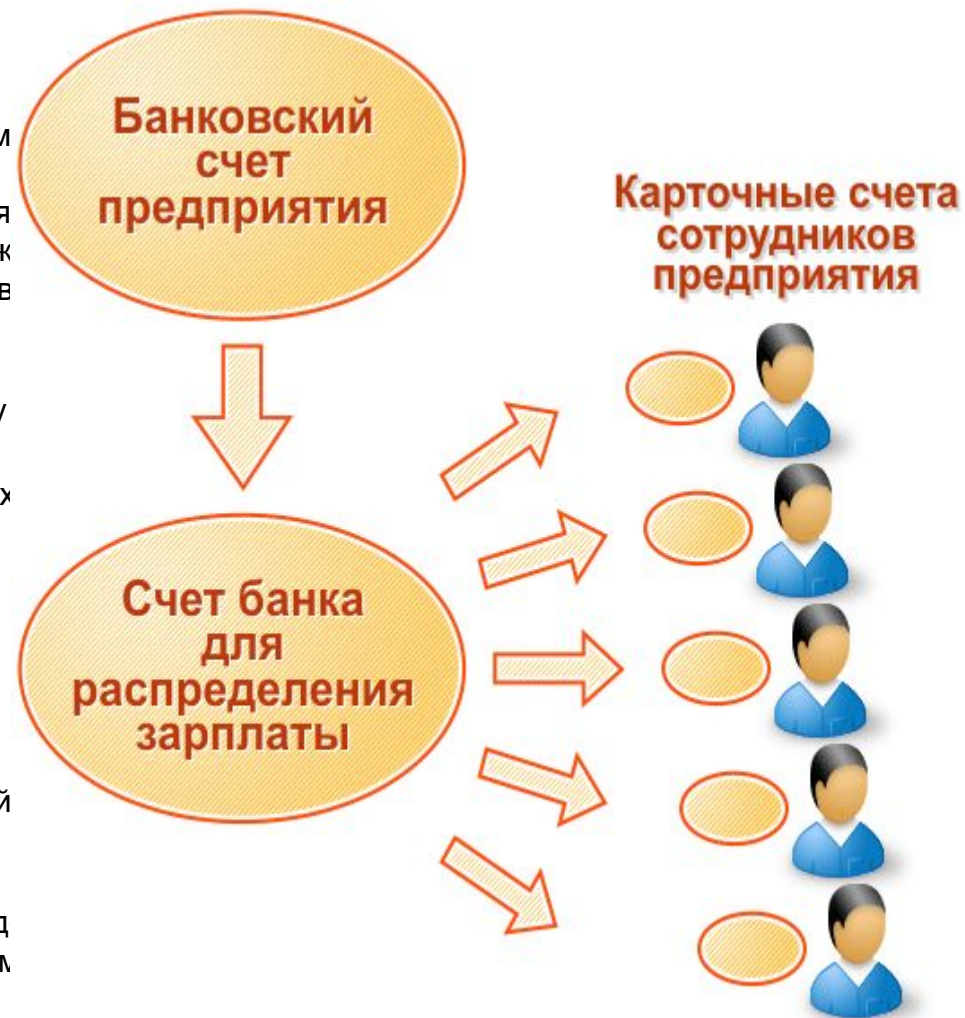 Банковский
счет
предприятия
Карточные счета
сотрудников
предприятия
Счет банка
для
распределения
зарплаты